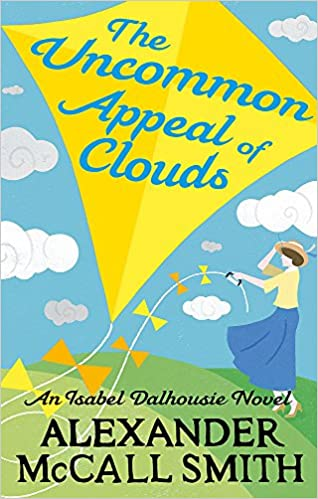 The
Uncommon
Appeal of
Clouds
An Isabel Dalhousie Novel
ALEXANDER
McCALL SMITH